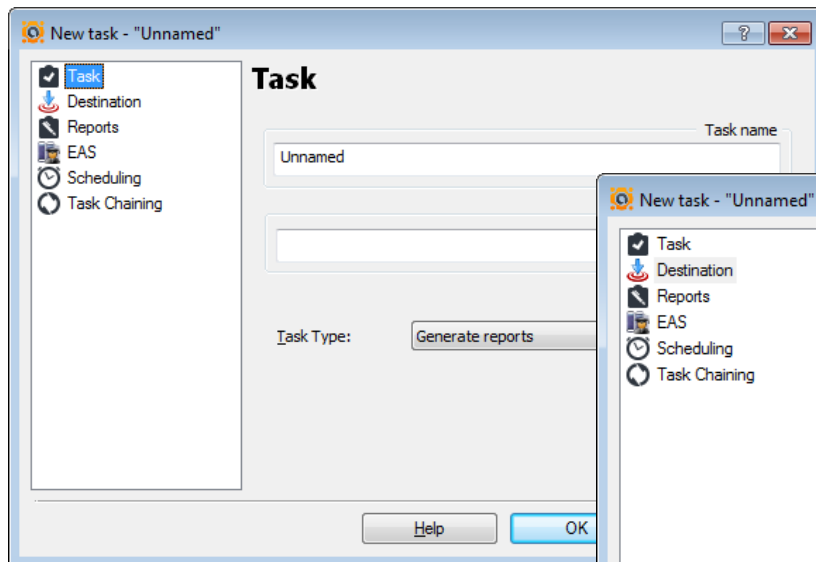 New task - "Unnamed"
Task
Destination
Reports
EAS
Scheduling
Task Chaining
Task
Task name
Unnamed
Task Type:
Generate reports
Help
OK
New task - "Unnamed"
Task
Destination
Reports
EAS
Scheduling
Task Chaining